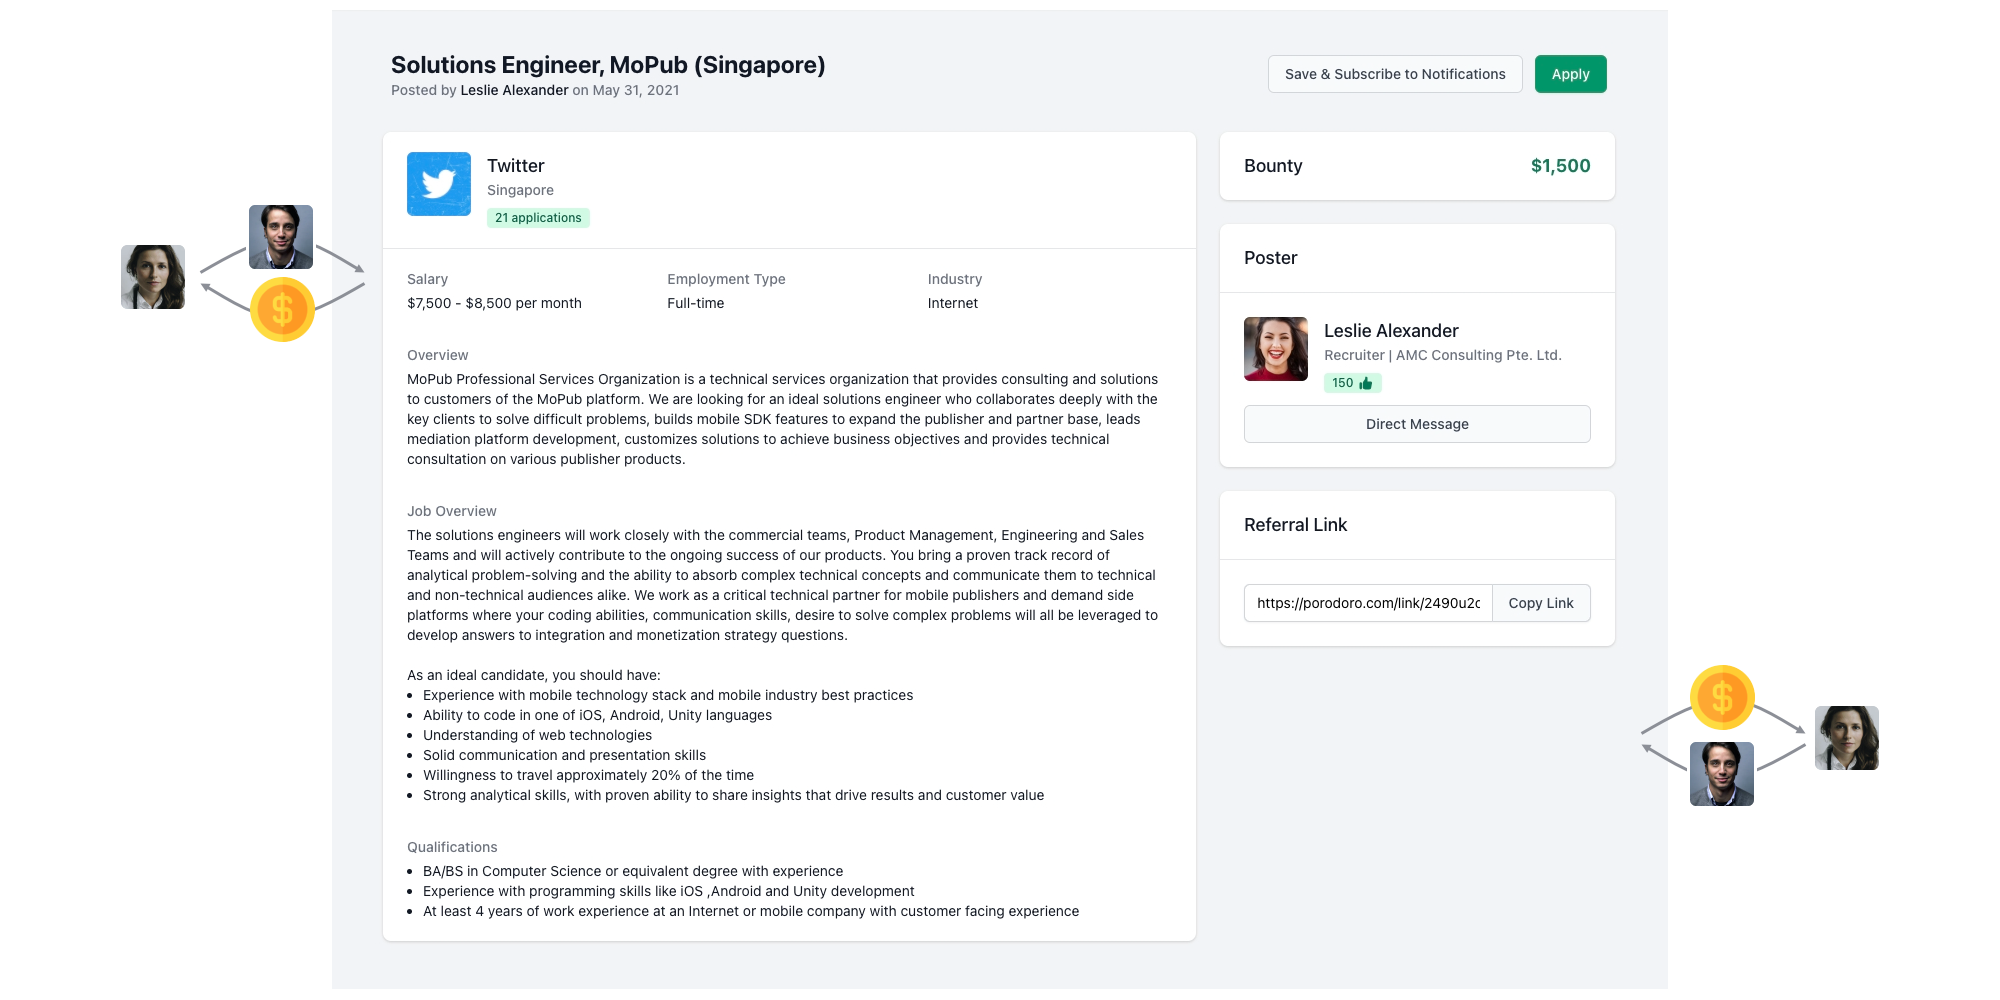 Solutions Engineer, MoPub (Singapore)
Posted by Leslie Alexander on May 31, 2021
Save & Subscribe to Notifications
Apply
Twitter
Singapore
21 applications
Salary
$7,500 - $8,500 per month
Employment Type
Full-time
Industry
Internet
Overview
MoPub Professional Services Organization is a technical services organization that provides consulting and solutions
to customers of the MoPub platform. We are looking for an ideal solutions engineer who collaborates deeply with the
key clients to solve difficult problems, builds mobile SDK features to expand the publisher and partner base, leads
mediation platform development, customizes solutions to achieve business objectives and provides technical
consultation on various publisher products.
Job Overview
The solutions engineers will work closely with the commercial teams, Product Management, Engineering and Sales
Teams and will actively contribute to the ongoing success of our products. You bring a proven track record of
analytical problem-solving and the ability to absorb complex technical concepts and communicate them to technical
and non-technical audiences alike. We work as a critical technical partner for mobile publishers and demand side
platforms where your coding abilities, communication skills, desire to solve complex problems will all be leveraged to
develop answers to integration and monetization strategy questions.
As an ideal candidate, you should have:
• Experience with mobile technology stack and mobile industry best practices
• Ability to code in one of iOS, Android, Unity languages
• Understanding of web technologies
• Solid communication and presentation skills
• Willingness to travel approximately 20% of the time
• Strong analytical skills, with proven ability to share insights that drive results and customer value
Qualifications
• BA/BS in Computer Science or equivalent degree with experience
• Experience with programming skills like iOS ,Android and Unity development
• At least 4 years of work experience at an Internet or mobile company with customer facing experience
Bounty
$1,500
Poster
Leslie Alexander
Recruiter | AMC Consulting Pte. Ltd.
150
Direct Message
Referral Link
https://porodoro.com/link/2490u2c
Copy Link
$
$